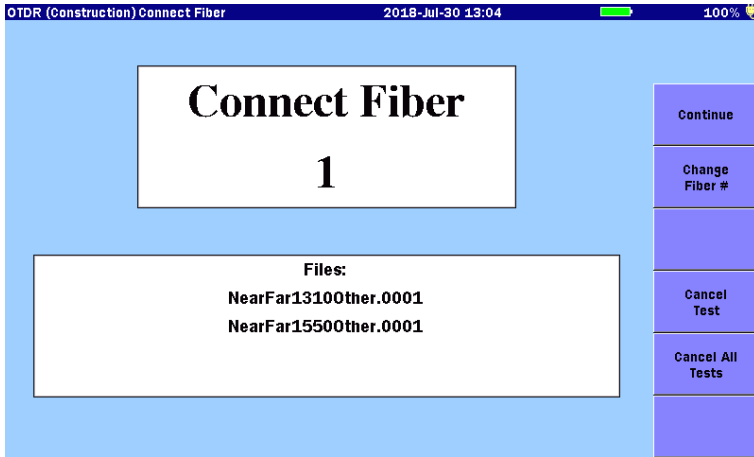 OTDR (Construction) Connect Fiber 2018-Jul-30 13:04 100%
Connect Fiber
1
Continue
Change
Fiber #
Files:
NearFar1310Other.0001
NearFar1550Other.0001
Cancel
Test
Cancel All
Tests